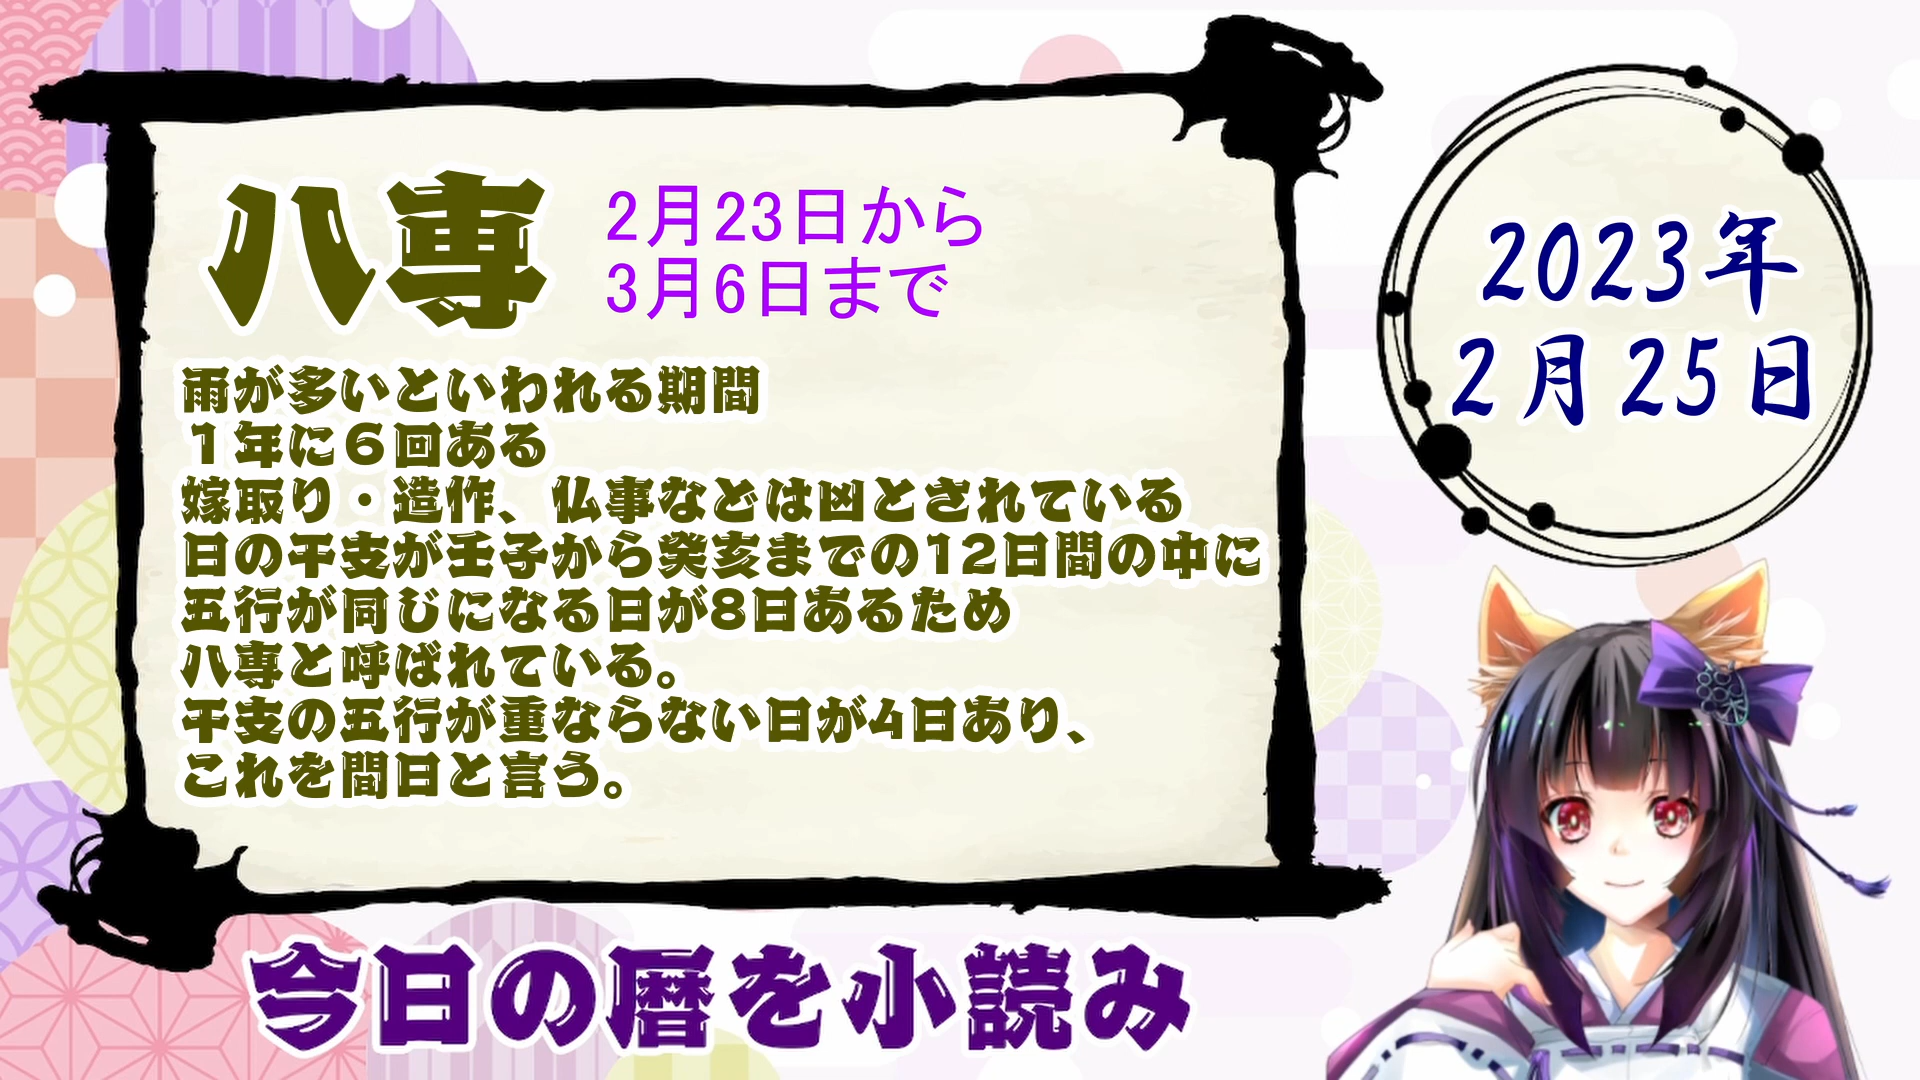 八専
2月23日から
3月6日まで
雨が多いといわれる期間
１年に６回ある
嫁取り・造作、仏事などは凶とされている
日の干支が壬子から癸亥までの12日間の中に
五行が同じになる日が8日あるため
八専と呼ばれている。
干支の五行が重ならない日が4日あり、
これを間日と言う。
2023年
2月25日
今日の暦を小読み